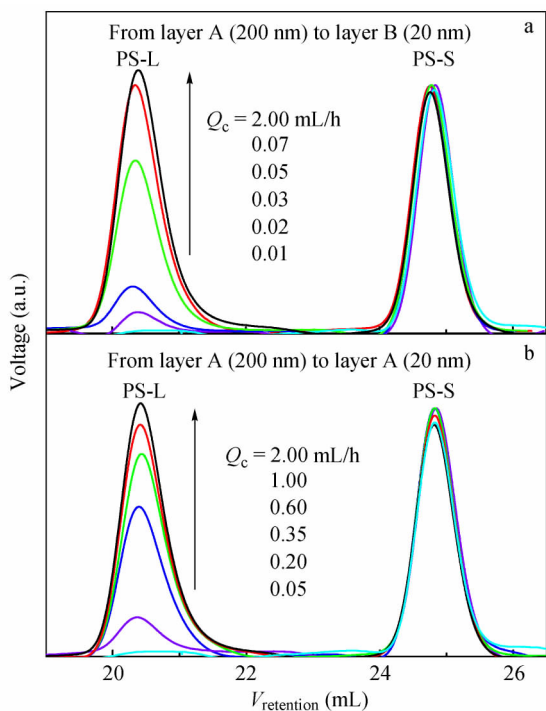 From layer A (200 nm) to layer B (20 nm)
a
PS-L
PS-S
Qc = 2.00 mL/h
0.07
0.05
0.03
0.02
0.01
Voltage (a.u.)
From layer A (200 nm) to layer A (20 nm)
b
PS-L
PS-S
Qc = 2.00 mL/h
1.00
0.60
0.35
0.20
0.05
20
22
24
26
Vretention (mL)